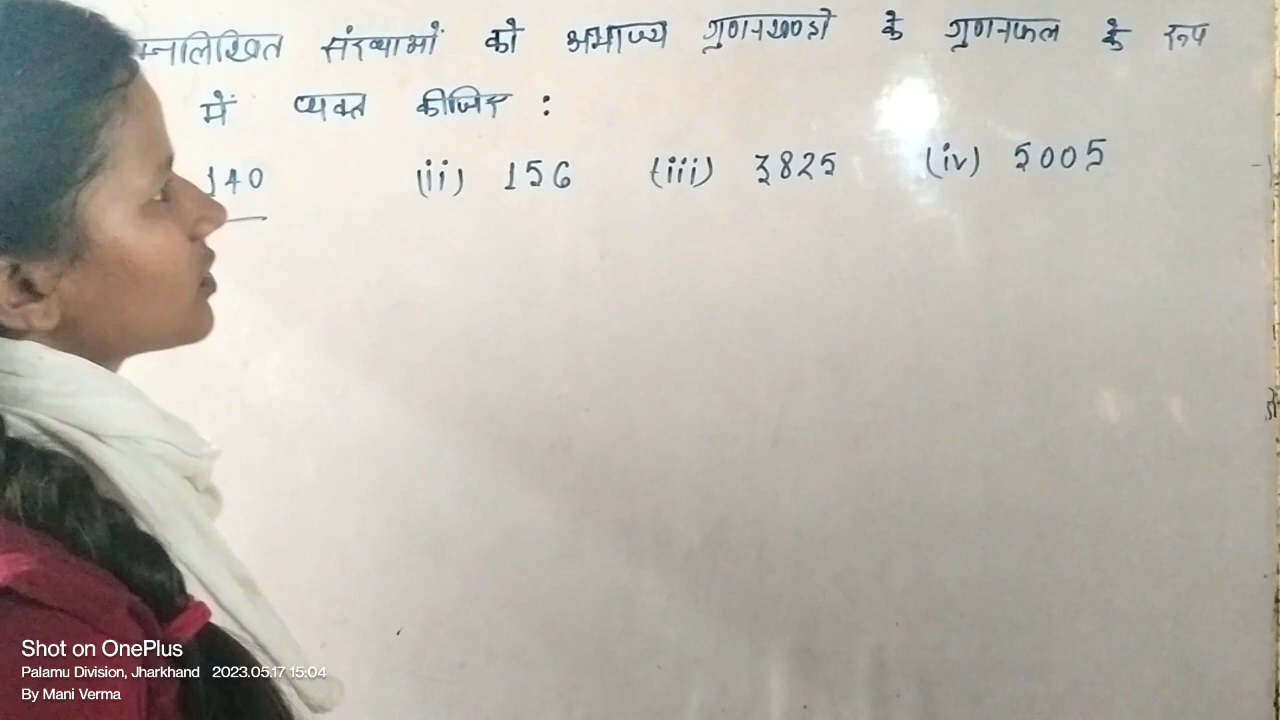 म्नलिखित संख्याओं को अभाज्य गुणनखण्डो के गुणनफल के रूप
में व्यक्त कीजिए :
140 (ii) 156 (iii) 3825 (iv) 5005
Shot on OnePlus
Palamu Division, Jharkhand 2023.05.17 15:04
By Mani Verma